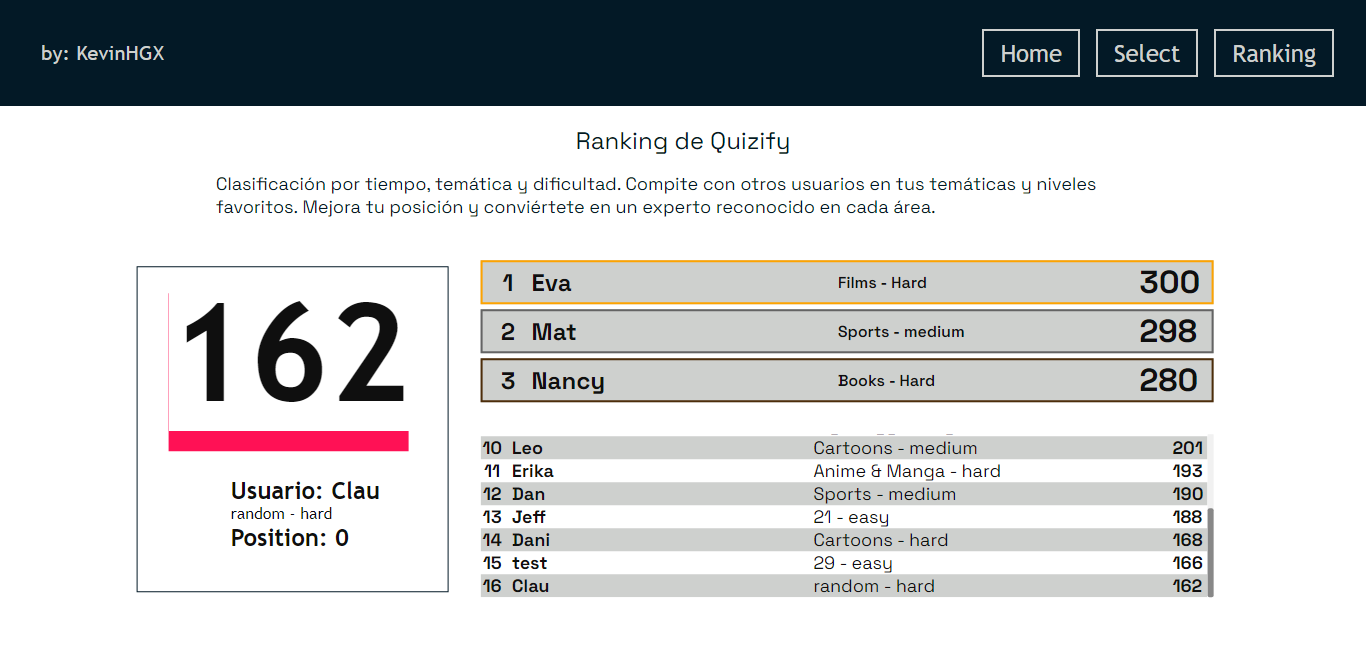 by: KevinHGX
Home
Select
Ranking
Ranking de Quizify
Clasificación por tiempo, temática y dificultad. Compite con otros usuarios en tus temáticas y niveles
favoritos. Mejora tu posición y conviértete en un experto reconocido en cada área.
162
Usuario: Clau
random - hard
Position: 0
1 Eva Films - Hard 300
2 Mat Sports - medium 298
3 Nancy Books - Hard 280
10 Leo Cartoons - medium 201
11 Erika Anime & Manga - hard 193
12 Dan Sports - medium 190
13 Jeff 21 - easy 188
14 Dani Cartoons - hard 168
15 test 29 - easy 166
16 Clau random - hard 162